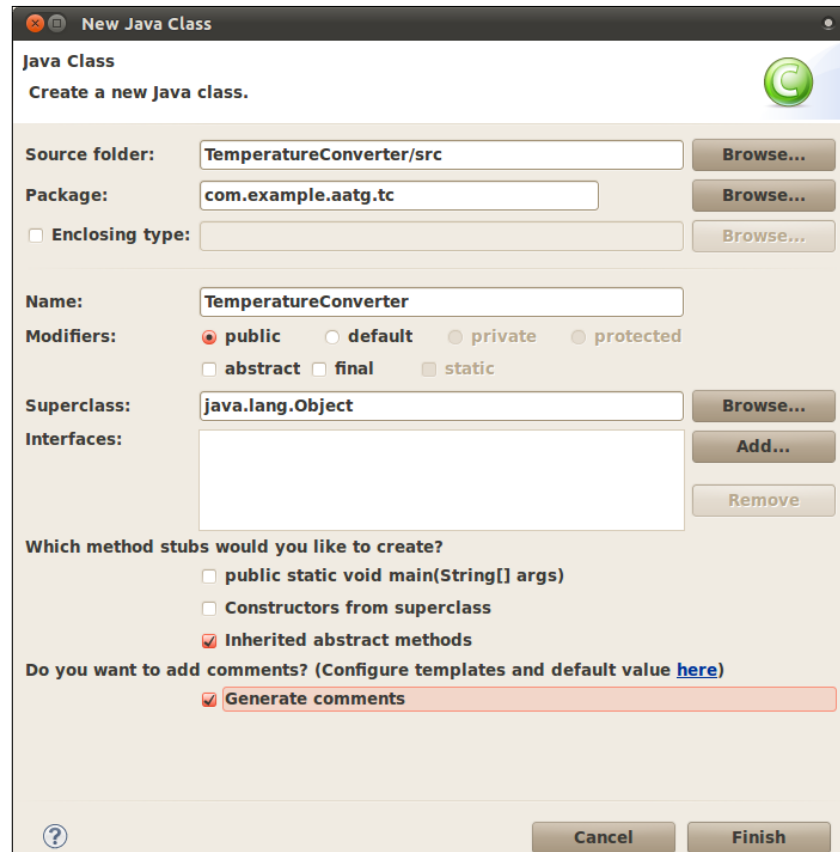 New Java Class
Java Class
Create a new Java class.
C
Source folder: TemperatureConverter/src Browse...
Package: com.example.aatg.tc Browse...
Enclosing type: Browse...
Name: TemperatureConverter
Modifiers: public default private protected
abstract final static
Superclass: java.lang.Object Browse...
Interfaces: Add...
Remove
Which method stubs would you like to create?
public static void main(String[] args)
Constructors from superclass
Inherited abstract methods
Do you want to add comments? (Configure templates and default value here)
Generate comments
? Cancel Finish